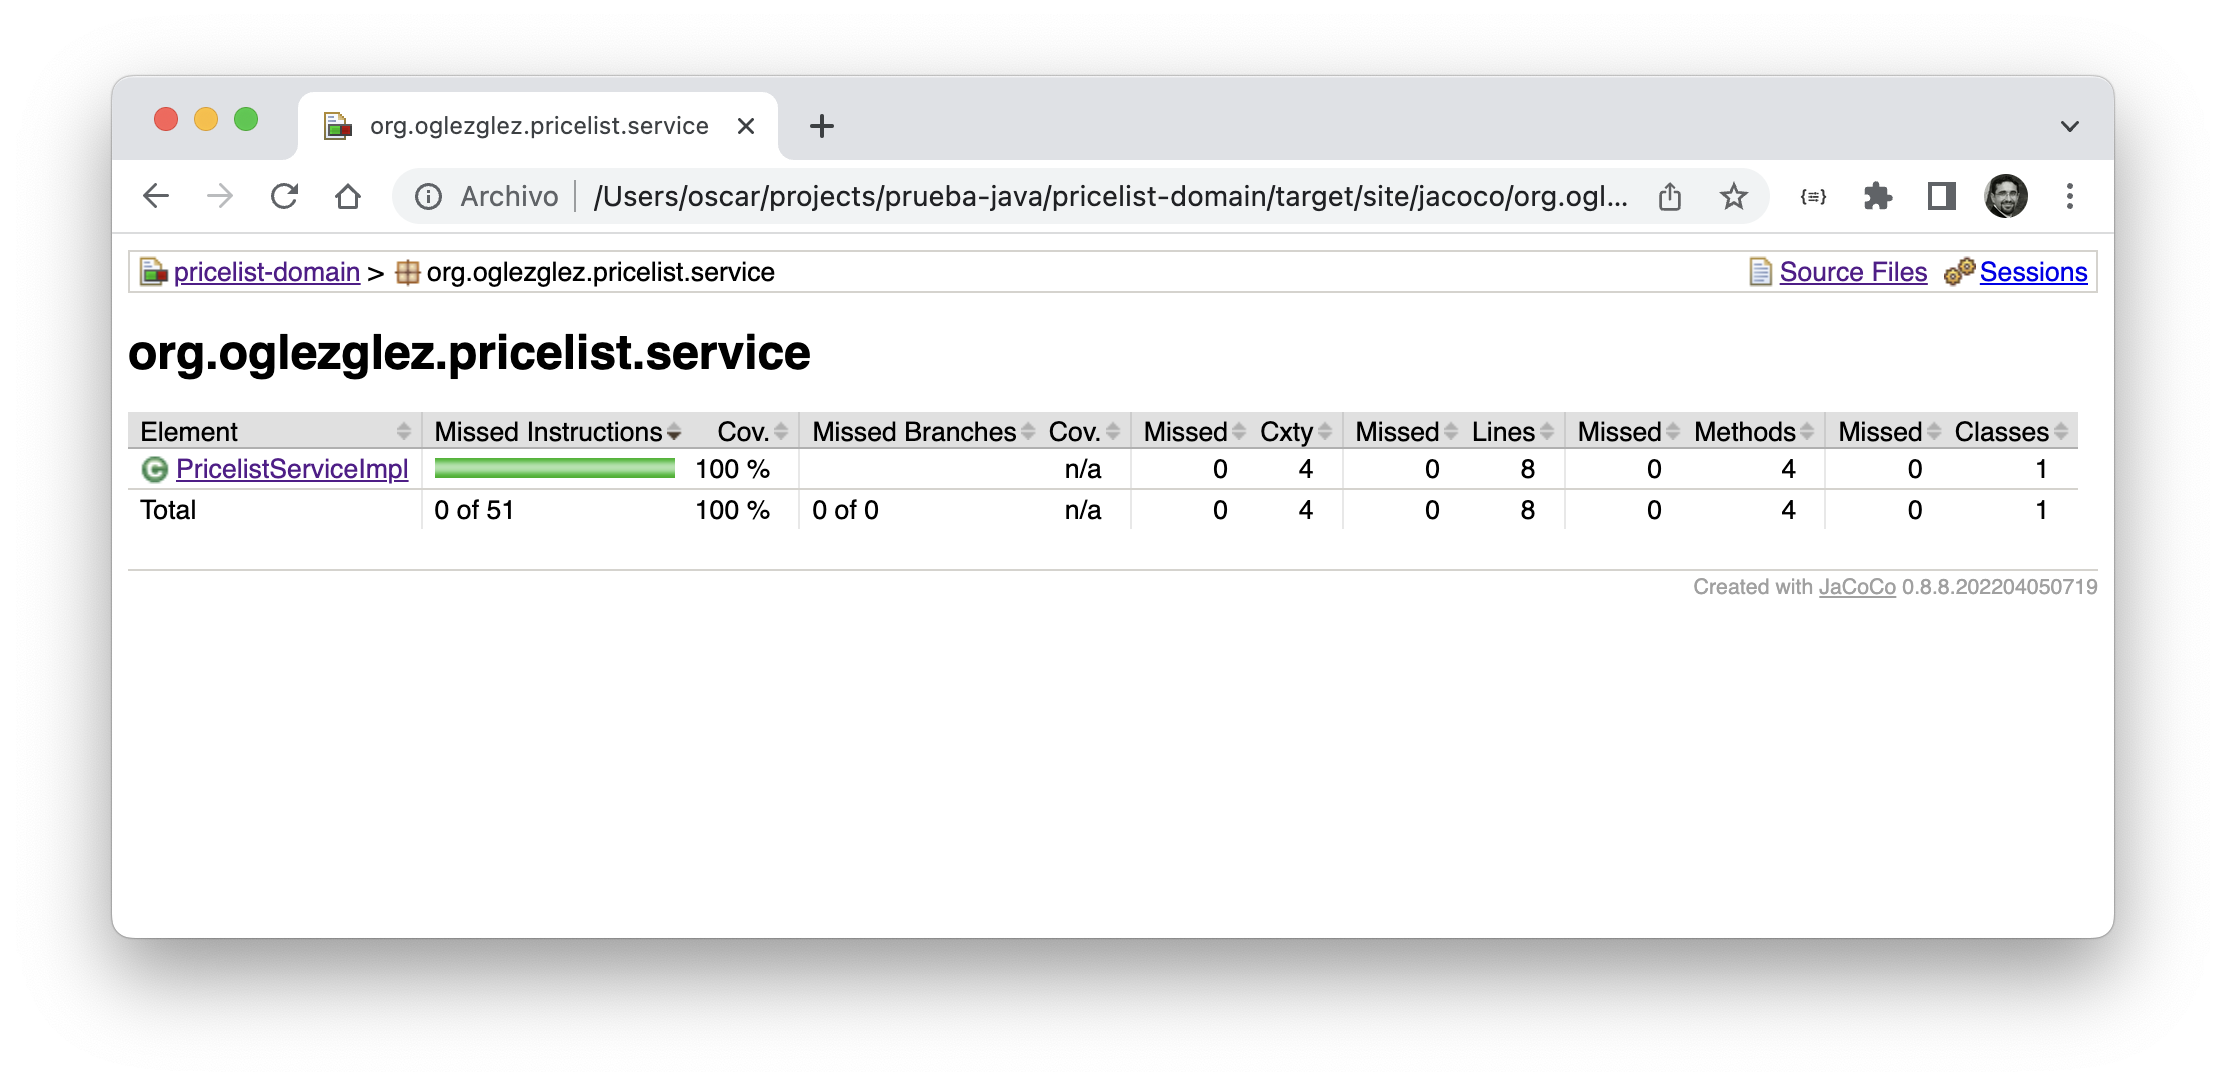 org.oglezglez.pricelist.service
Archivo /Users/oscar/projects/prueba-java/pricelist-domain/target/site/jacoco/org.ogl...
pricelist-domain > org.oglezglez.pricelist.service Source Files Sessions
org.oglezglez.pricelist.service
Element Missed Instructions Cov. Missed Branches Cov. Missed Cxty Missed Lines Missed Methods Missed Classes
PricelistServiceImpl 100 % n/a 0 4 0 8 0 4 0 1
Total 0 of 51 100 % 0 of 0 n/a 0 4 0 8 0 4 0 1
Created with JaCoCo 0.8.8.202204050719